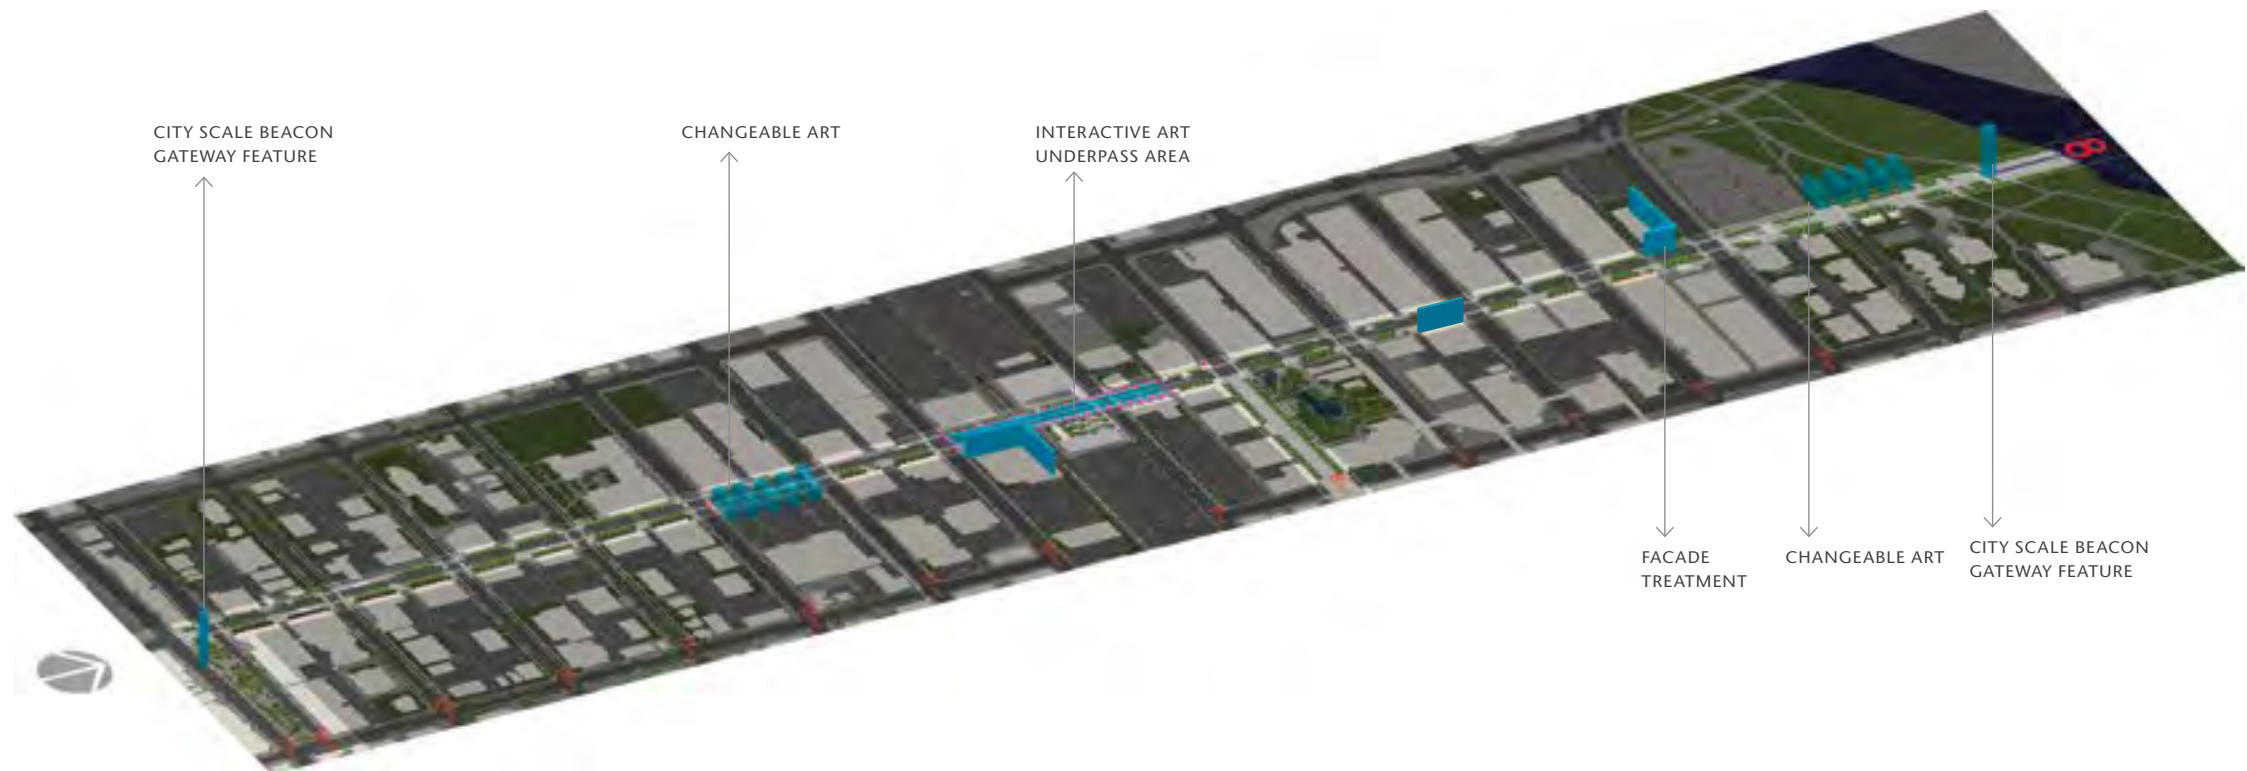 CITY SCALE BEACON
GATEWAY FEATURE
CHANGEABLE ART
INTERACTIVE ART
UNDERPASS AREA
FACADE
TREATMENT
CHANGEABLE ART
CITY SCALE BEACON
GATEWAY FEATURE